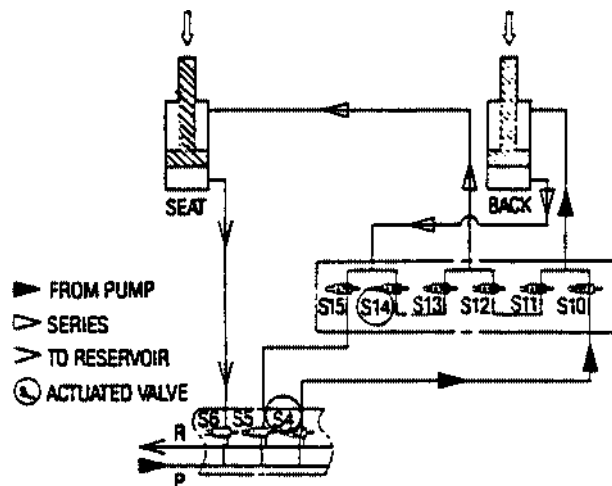 SEAT
BACK
S15 S14 S13 S12 S11 S10
FROM PUMP
SERIES
TO RESERVOIR
ACTUATED VALVE
S6 S5 S4
R
P